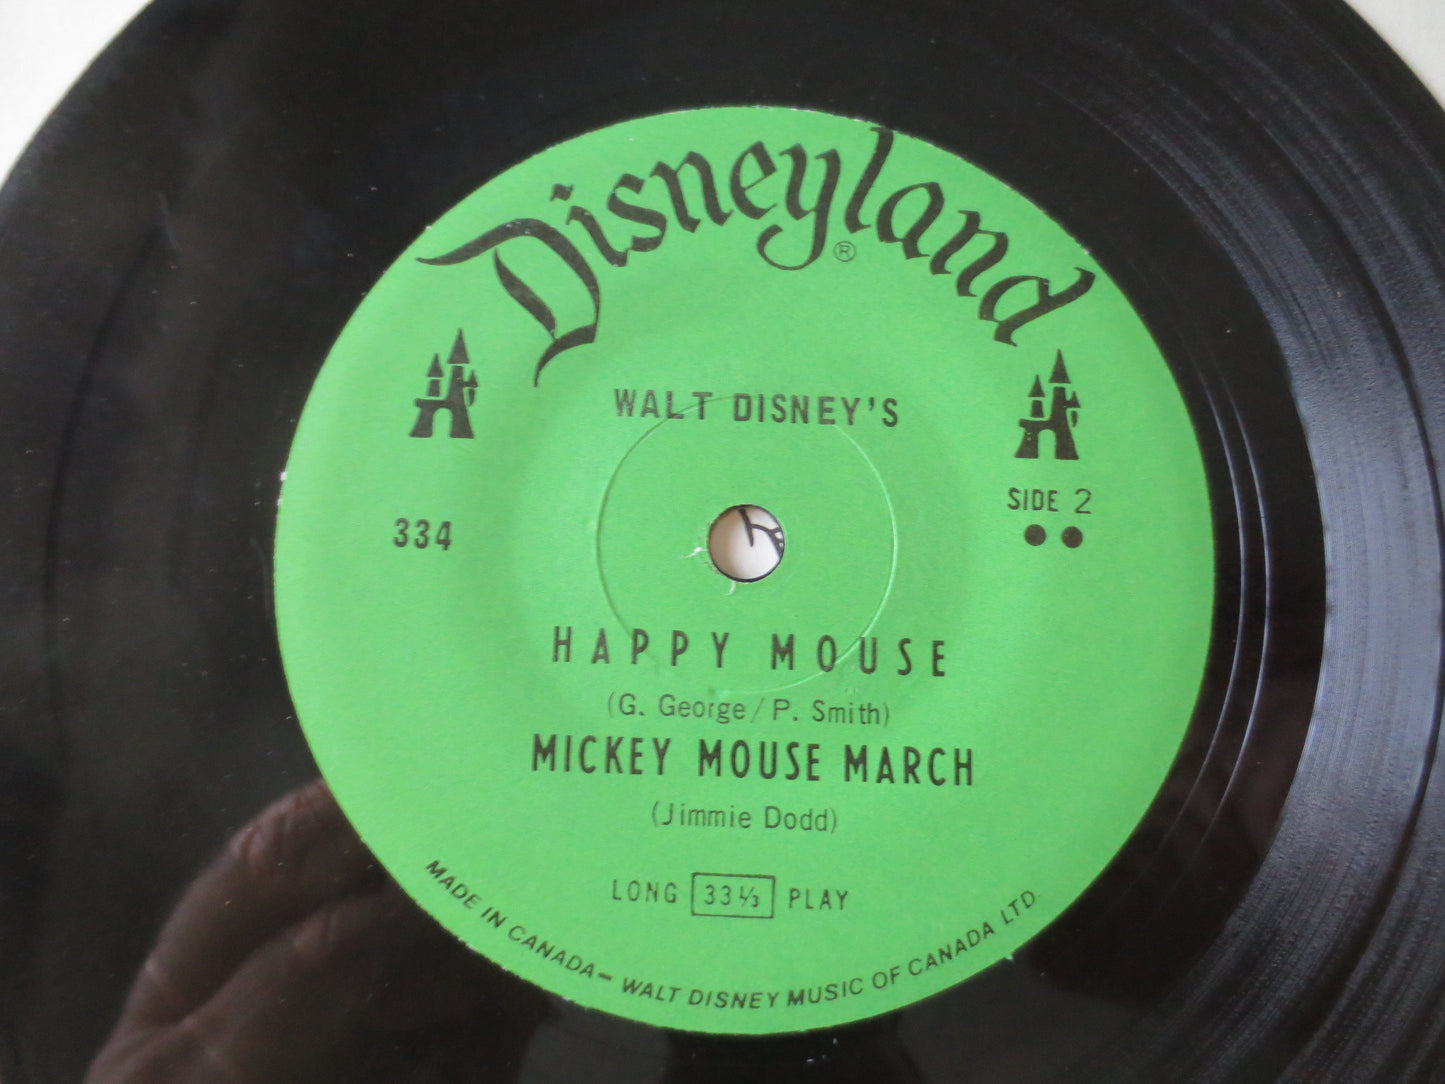 Disneyland
®
WALT DISNEY'S
334
SIDE 2
HAPPY MOUSE
(G. George/P. Smith)
MICKEY MOUSE MARCH
(Jimmie Dodd)
LONG 33⅓ PLAY
MADE IN CANADA— WALT DISNEY MUSIC OF CANADA LTD.